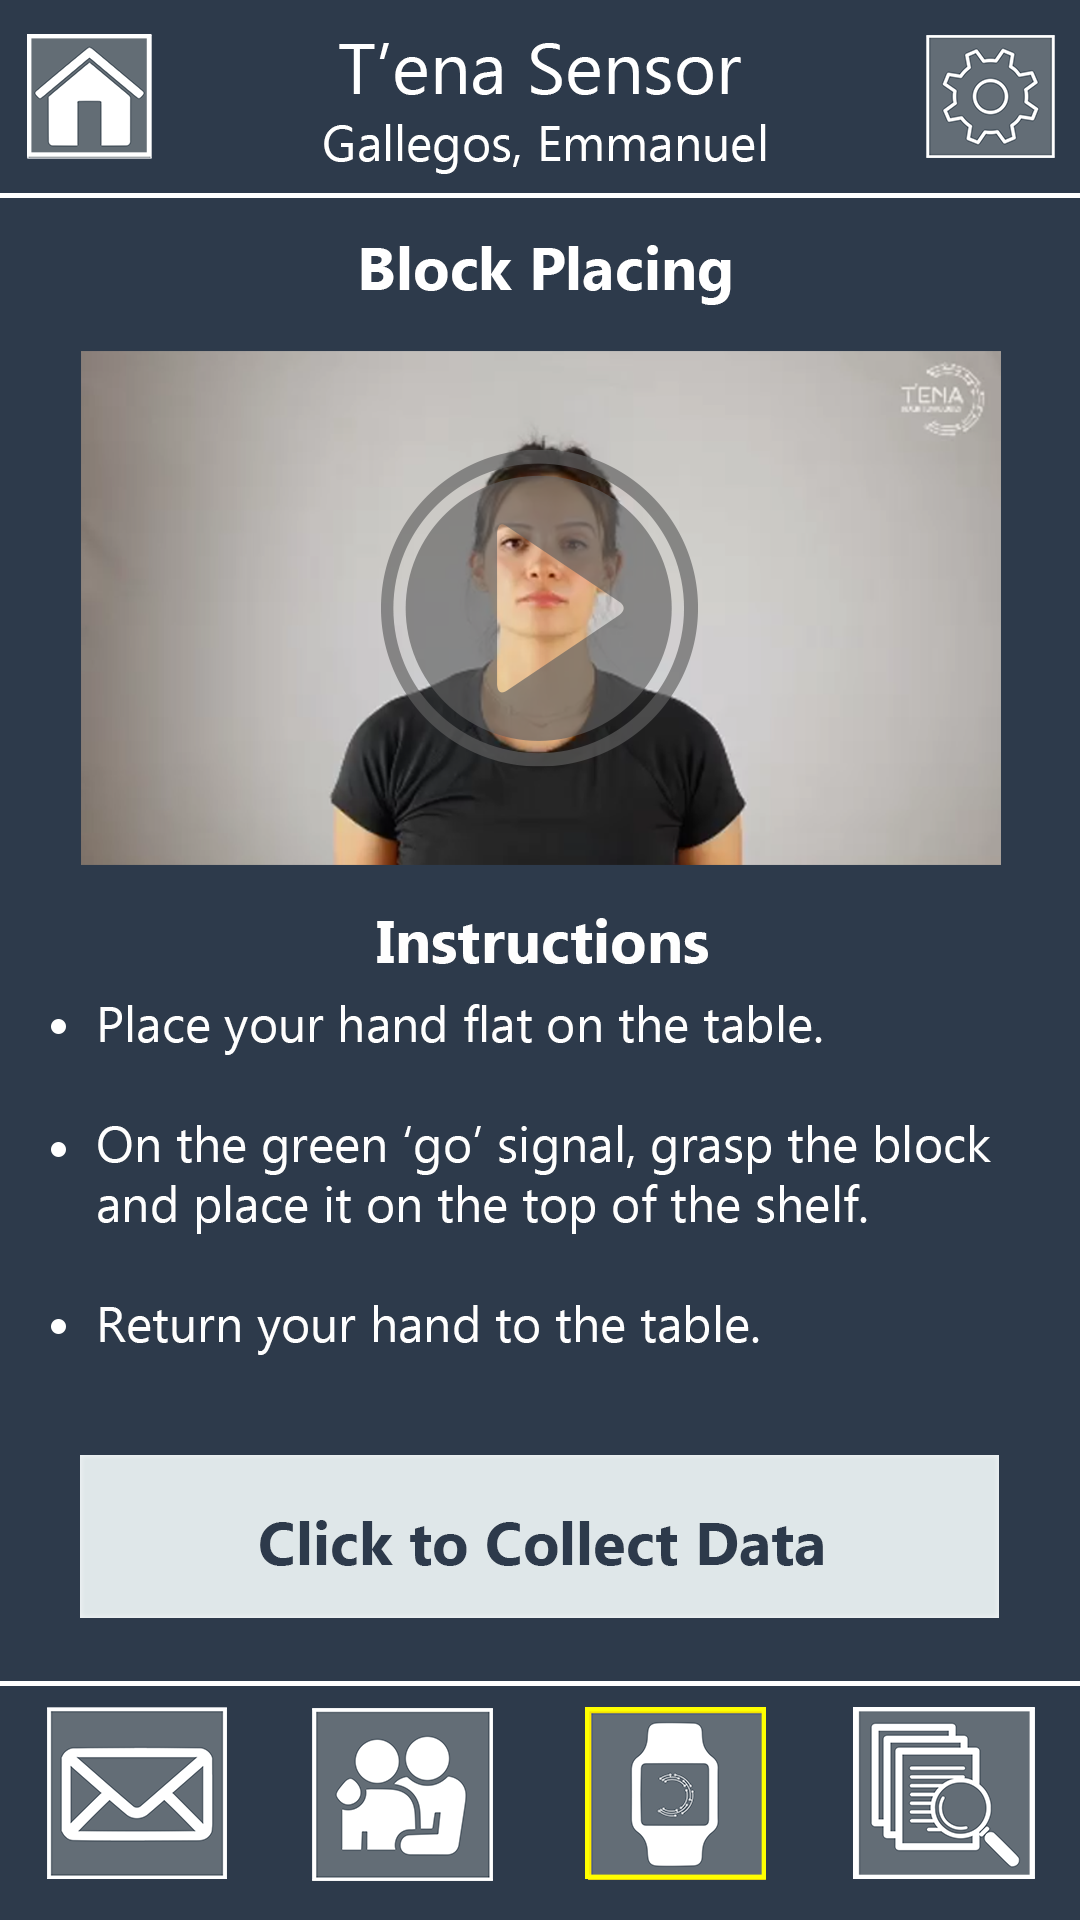 T’ena Sensor
Gallegos, Emmanuel
Block Placing
T'ENA
Instructions
• Place your hand flat on the table.
• On the green ‘go’ signal, grasp the block
and place it on the top of the shelf.
• Return your hand to the table.
Click to Collect Data